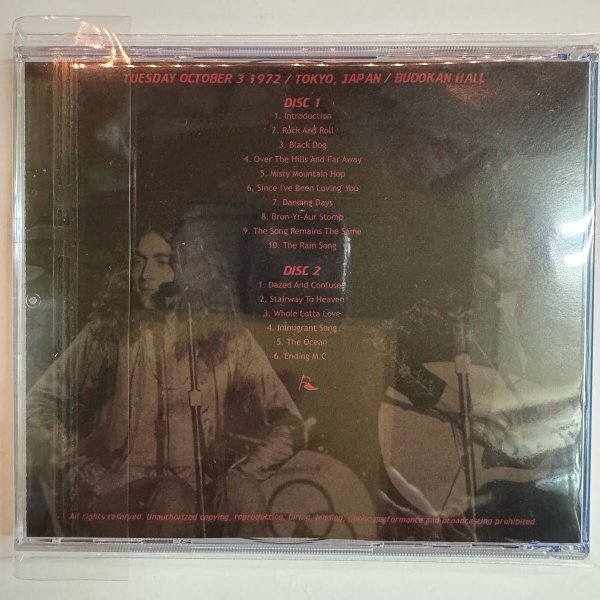 TUESDAY OCTOBER 3 1972 / TOKYO, JAPAN / BUDOKAN HALL
DISC 1
1. Introduction
2. Rock And Roll
3. Black Dog
4. Over The Hills And Far Away
5. Misty Mountain Hop
6. Since I've Been Loving You
7. Dancing Days
8. Bron-Yr-Aur Stomp
9. The Song Remains The Same
10. The Rain Song
DISC 2
1. Dazed And Confused
2. Stairway To Heaven
3. Whole Lotta Love
4. Immigrant Song
5. The Ocean
6. Ending M.C
All rights reserved. Unauthorized copying, reproduction, hiring, lending, public performance and broadcasting prohibited.